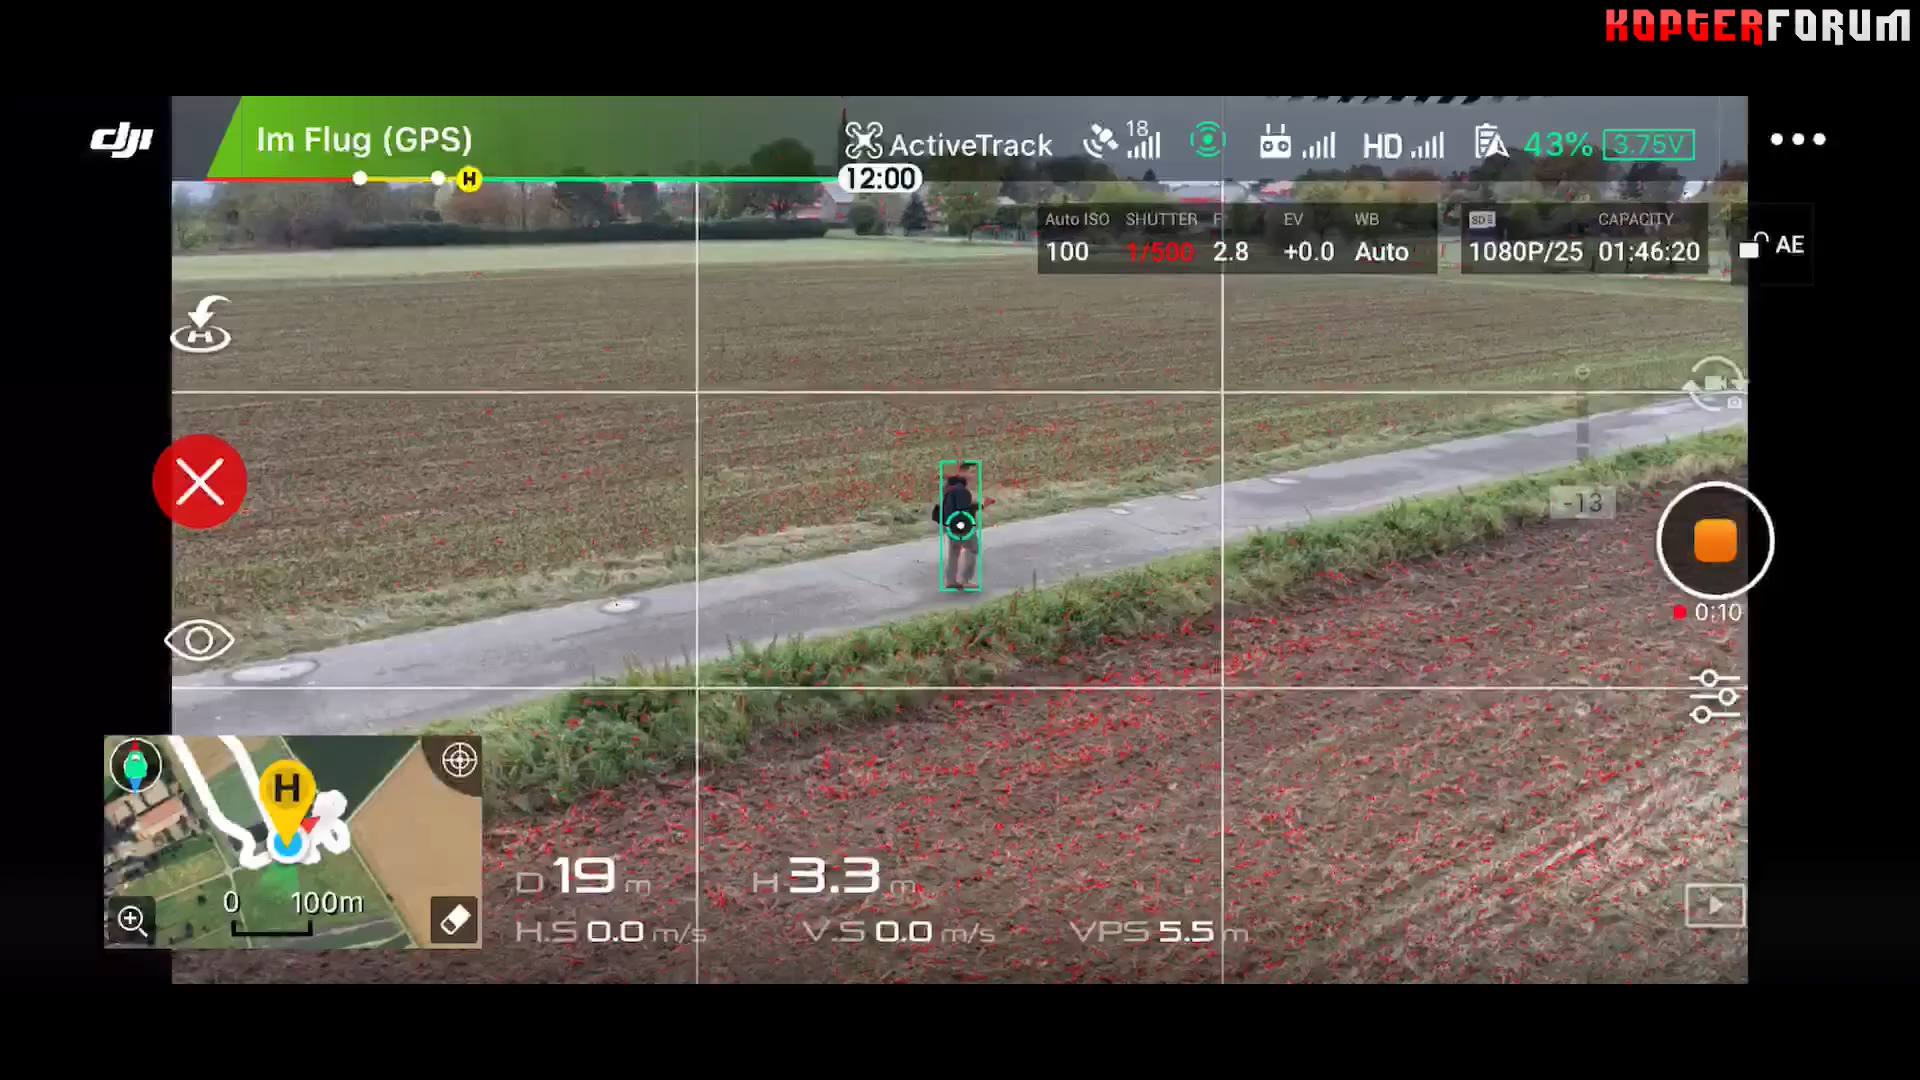 KOPTERFORUM
dji
Im Flug (GPS)
ActiveTrack
18
HD
43%
3.75V
H
12:00
Auto ISO SHUTTER F EV WB
100 1/500 2.8 +0.0 Auto
CAPACITY
1080P/25 01:46:20
AE
H
-13
0:10
H
0 100m
D 19 m H 3.3 m
H.S 0.0 m/s V.S 0.0 m/s VPS 5.5 m